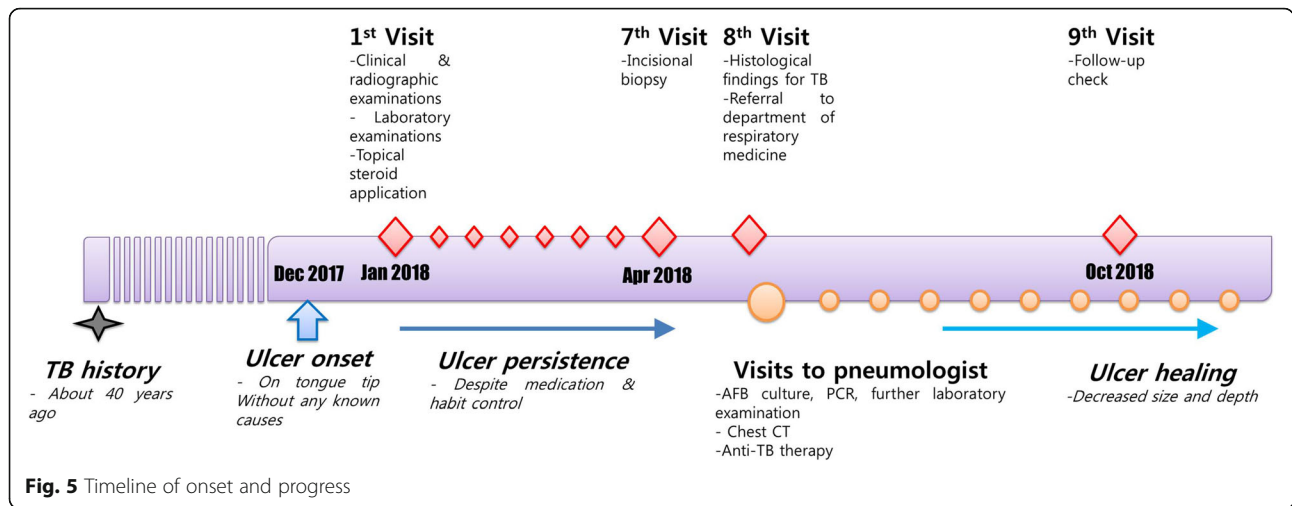 1st Visit
-Clinical &
radiographic
examinations
- Laboratory
examinations
-Topical
steroid
application
7th Visit
-Incisional
biopsy
8th Visit
-Histological
findings for TB
-Referral to
department of
respiratory
medicine
9th Visit
-Follow-up
check
Dec 2017
Jan 2018
Apr 2018
Oct 2018
TB history
- About 40 years
ago
Ulcer onset
- On tongue tip
Without any known
causes
Ulcer persistence
- Despite medication &
habit control
Visits to pneumologist
-AFB culture, PCR, further laboratory
examination
- Chest CT
-Anti-TB therapy
Ulcer healing
-Decreased size and depth
Fig. 5 Timeline of onset and progress